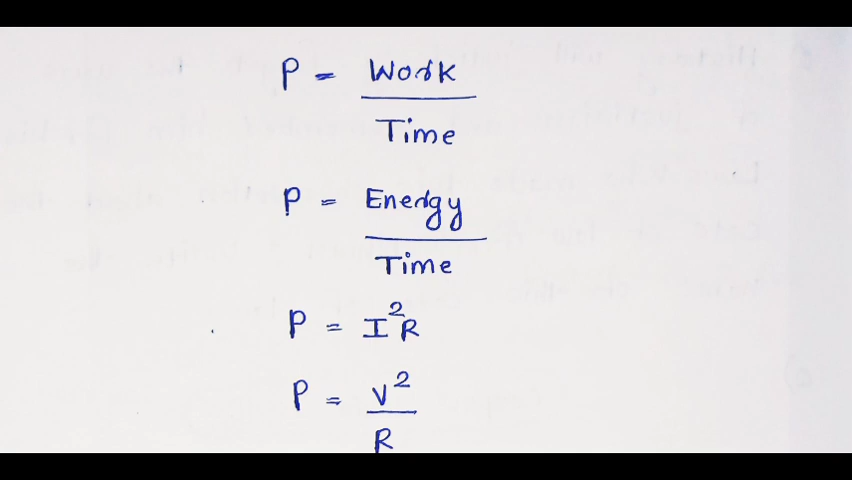 P = Work
Time
P = Energy
Time
P = I²R
P = V²
R